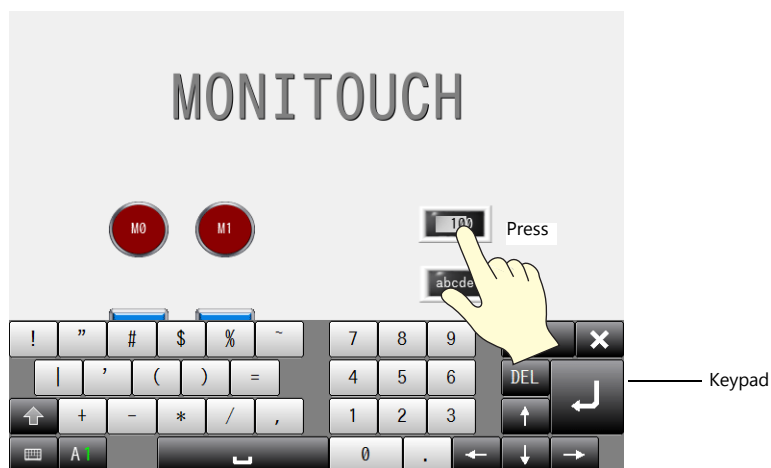 MONITOUCH
M0 M1
100
Press
abcde
! ” # $ % ~ 7 8 9
| ’ ( ) = 4 5 6 DEL
Keypad
+ - * / , 1 2 3
A1 0 .